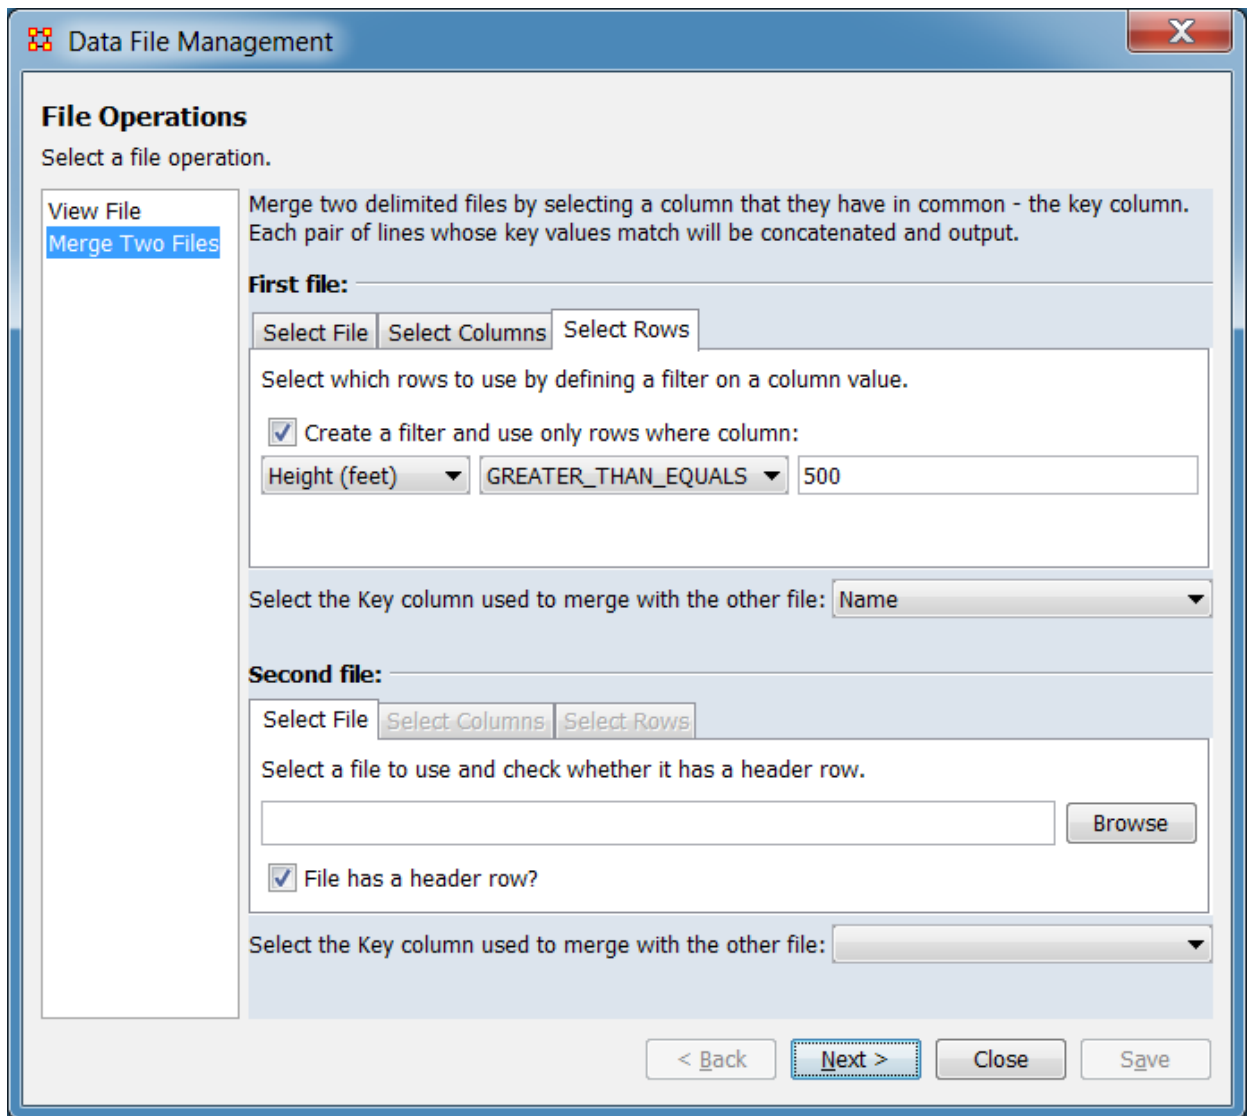 Data File Management
X
File Operations
Select a file operation.
View File
Merge Two Files
Merge two delimited files by selecting a column that they have in common - the key column.
Each pair of lines whose key values match will be concatenated and output.
First file:
Select File Select Columns Select Rows
Select which rows to use by defining a filter on a column value.
Create a filter and use only rows where column:
Height (feet) GREATER_THAN_EQUALS 500
Select the Key column used to merge with the other file: Name
Second file:
Select File Select Columns Select Rows
Select a file to use and check whether it has a header row.
Browse
File has a header row?
Select the Key column used to merge with the other file:
< Back Next > Close Save